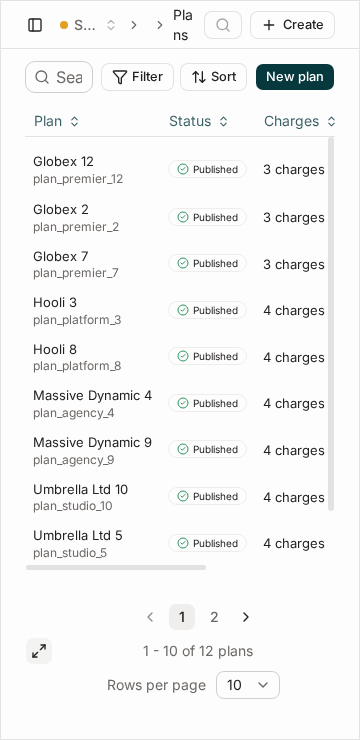 S...
Pla
ns
Create
Sea
Filter
Sort
New plan
Plan
Status
Charges
Globex 12
plan_premier_12
Published
3 charges
Globex 2
plan_premier_2
Published
3 charges
Globex 7
plan_premier_7
Published
3 charges
Hooli 3
plan_platform_3
Published
4 charges
Hooli 8
plan_platform_8
Published
4 charges
Massive Dynamic 4
plan_agency_4
Published
4 charges
Massive Dynamic 9
plan_agency_9
Published
4 charges
Umbrella Ltd 10
plan_studio_10
Published
4 charges
Umbrella Ltd 5
plan_studio_5
Published
4 charges
1
2
1 - 10 of 12 plans
Rows per page
10